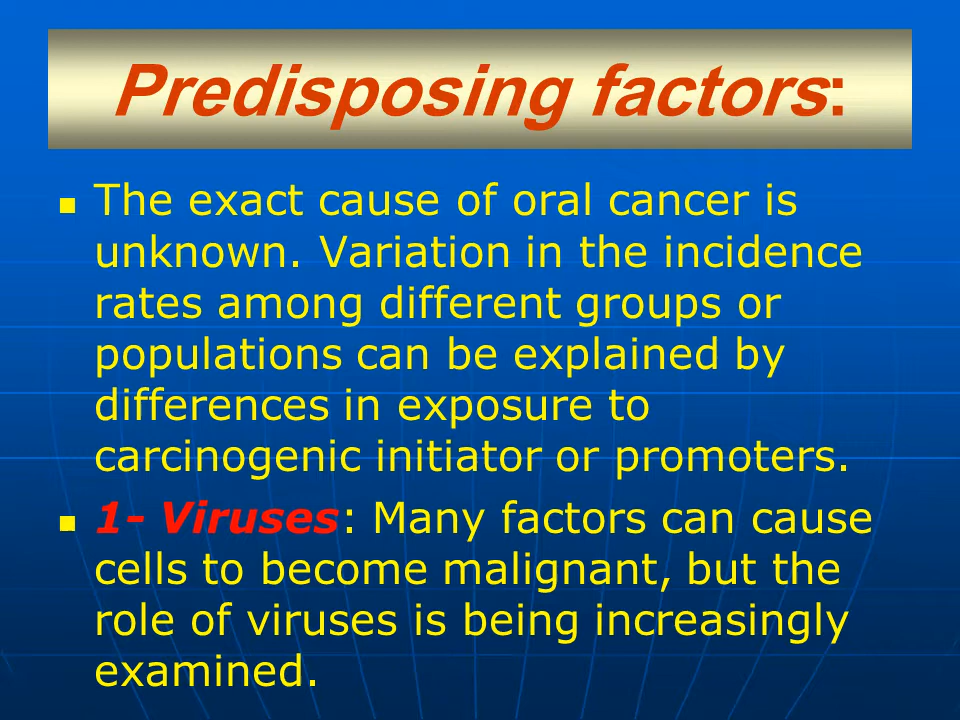 Predisposing factors:
The exact cause of oral cancer is
unknown. Variation in the incidence
rates among different groups or
populations can be explained by
differences in exposure to
carcinogenic initiator or promoters.
1- Viruses: Many factors can cause
cells to become malignant, but the
role of viruses is being increasingly
examined.